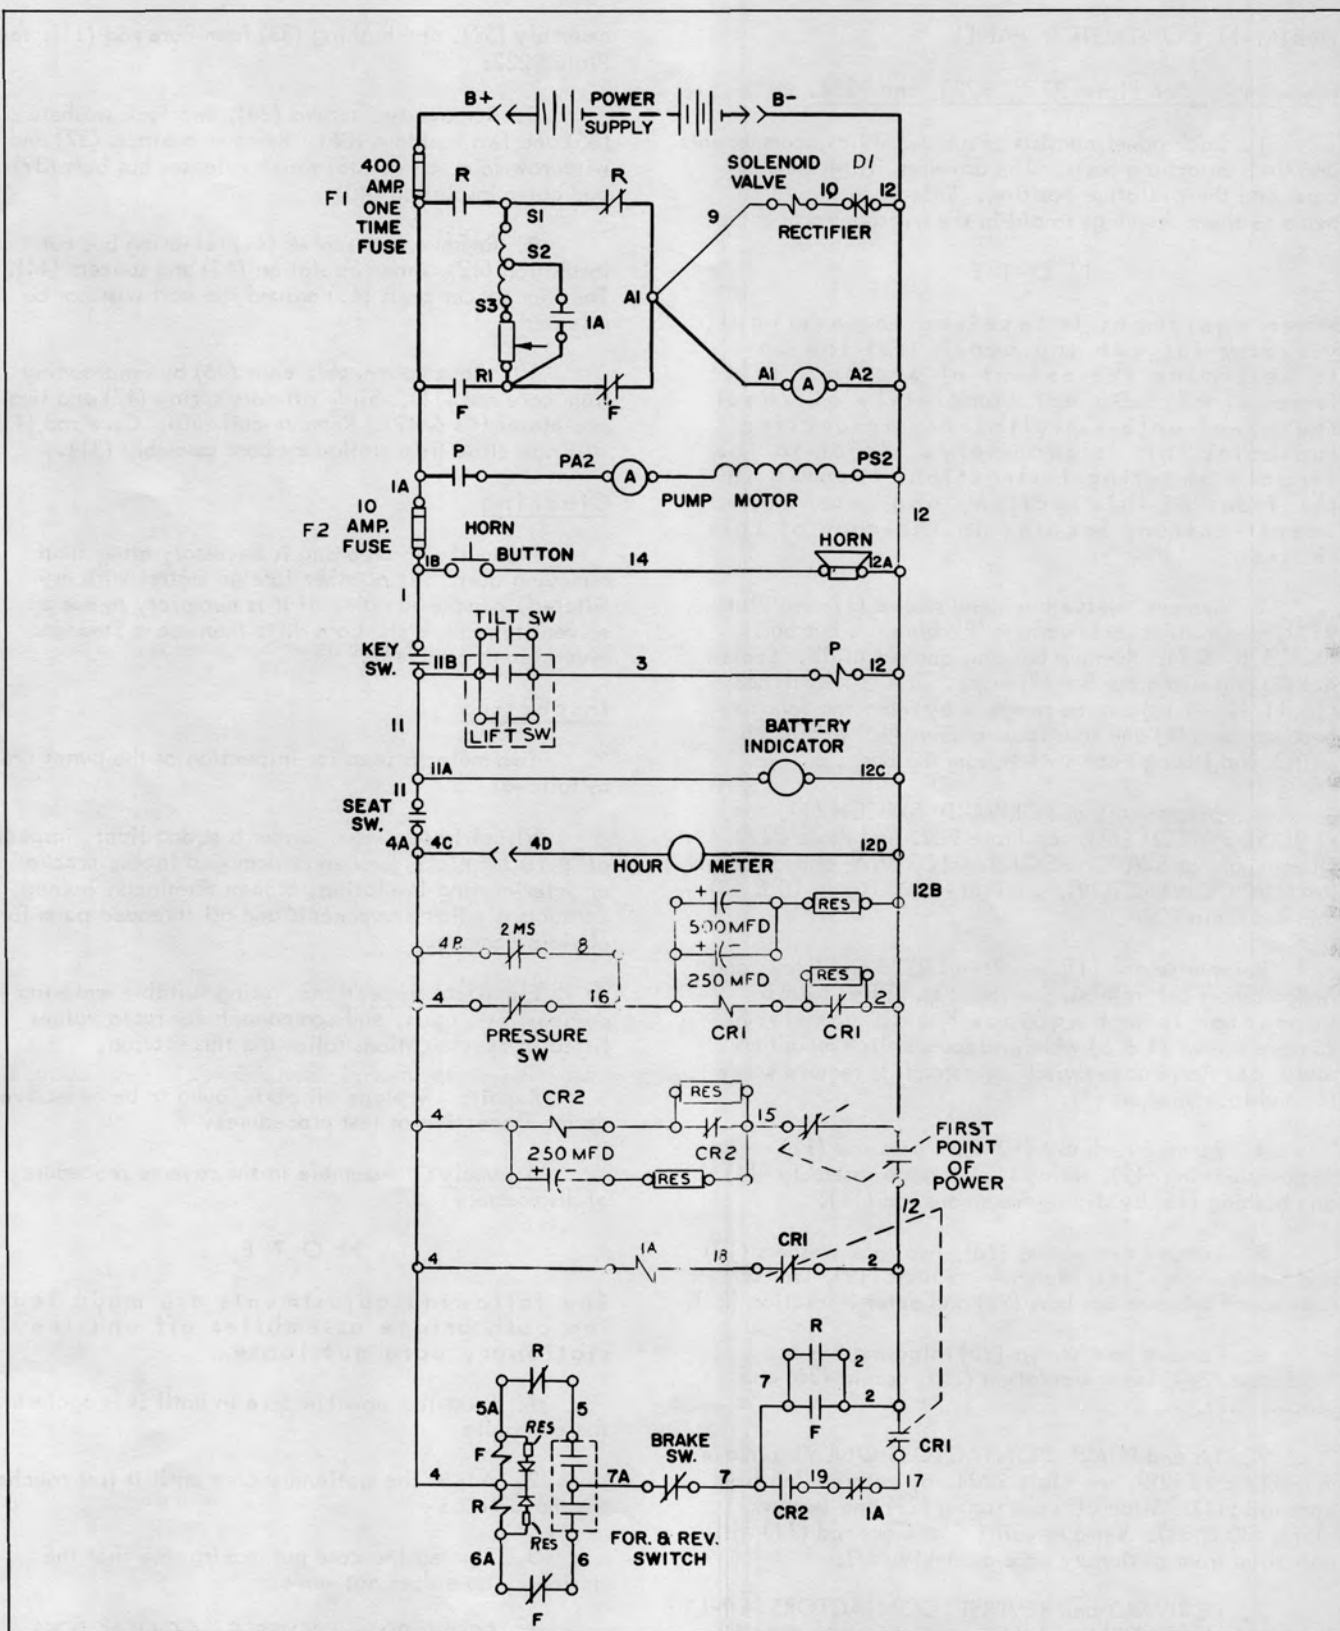 B+ POWER SUPPLY B-
400 AMP. ONE TIME FUSE
F1
R
S1
R
SOLENOID VALVE
D1
9
10
12
RECTIFIER
S2
S3
1A
A1
R1
F
F
A1
A
A2
P
PA2
A
PUMP MOTOR
PS2
1A
12
F2
10 AMP. FUSE
HORN BUTTON
1B
14
HORN
12A
1
TILT SW
KEY SW.
11B
3
P
12
LIFT SW
11
BATTERY INDICATOR
11A
12C
11
SEAT SW.
4A
4C
4D
HOUR METER
12D
12B
+ -
500 MFD
RES
4P
2MS
8
+ -
250 MFD
RES
4
16
PRESSURE SW
CR1
CR1
2
4
CR2
RES
15
FIRST POINT OF POWER
250 MFD
+ -
CR2
RES
12
4
1A
18
CR1
2
R
R
2
7
2
F
5A
5
RES
F
4
BRAKE SW.
7A
7
CR1
R
CR2
19
1A
17
RES
FOR. & REV. SWITCH
6A
6
F